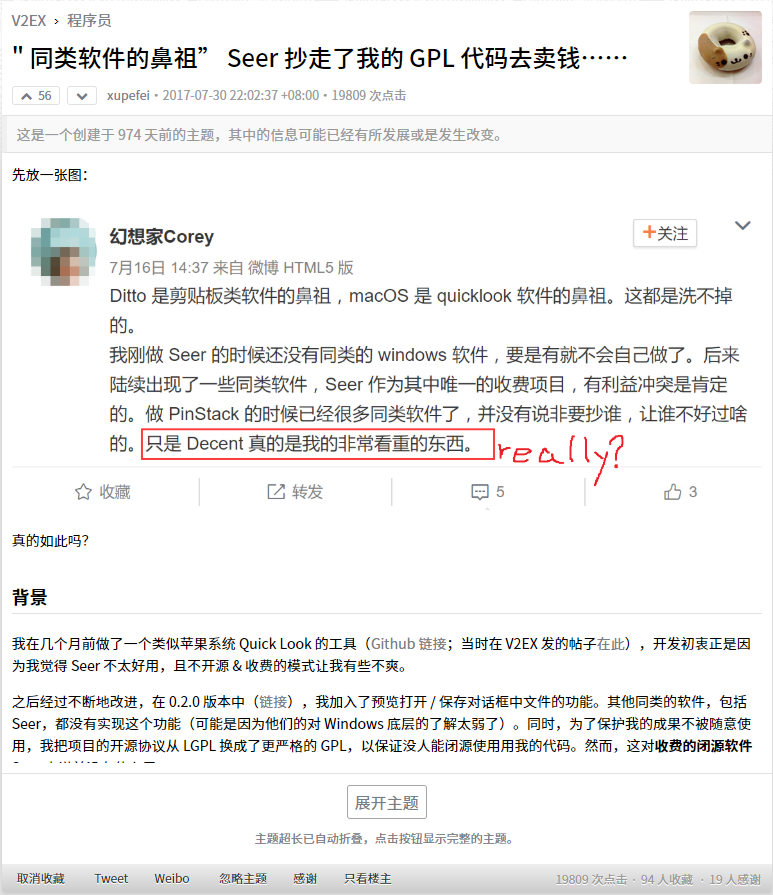 V2EX › 程序员
" 同类软件的鼻祖” Seer 抄走了我的 GPL 代码去卖钱⋯⋯
56 xupefei • 2017-07-30 22:02:37 +08:00 • 19809 次点击
这是一个创建于 974 天前的主题，其中的信息可能已经有所发展或是发生改变。
先放一张图：
幻想家Corey
+关注
7月16日 14:37 来自 微博 HTML5 版
Ditto 是剪贴板类软件的鼻祖，macOS 是 quicklook 软件的鼻祖。这都是洗不掉
的。
我刚做 Seer 的时候还没有同类的 windows 软件，要是有就不会自己做了。后来
陆续出现了一些同类软件，Seer 作为其中唯一的收费项目，有利益冲突是肯定
的。做 PinStack 的时候已经很多同类软件了，并没有说非要抄谁，让谁不好过啥
的。只是 Decent 真的是我的非常看重的东西。 really?
收藏 转发 5 3
真的如此吗?
背景
我在几个月前做了一个类似苹果系统 Quick Look 的工具（Github 链接；当时在 V2EX 发的帖子在此），开发初衷正是因
为我觉得 Seer 不太好用，且不开源 & 收费的模式让我有些不爽。
之后经过不断地改进，在 0.2.0 版本中（链接），我加入了预览打开 / 保存对话框中文件的功能。其他同类的软件，包括
Seer，都没有实现这个功能（可能是因为他们的对 Windows 底层的了解太弱了）。同时，为了保护我的成果不被随意使
用，我把项目的开源协议从 LGPL 换成了更严格的 GPL，以保证没人能闭源使用用我的代码。然而，这对收费的闭源软件
展开主题
主题超长已自动折叠，点击按钮显示完整的主题。
取消收藏 Tweet Weibo 忽略主题 感谢 只看楼主 19809 次点击 · 94 人收藏 · 19 人感谢